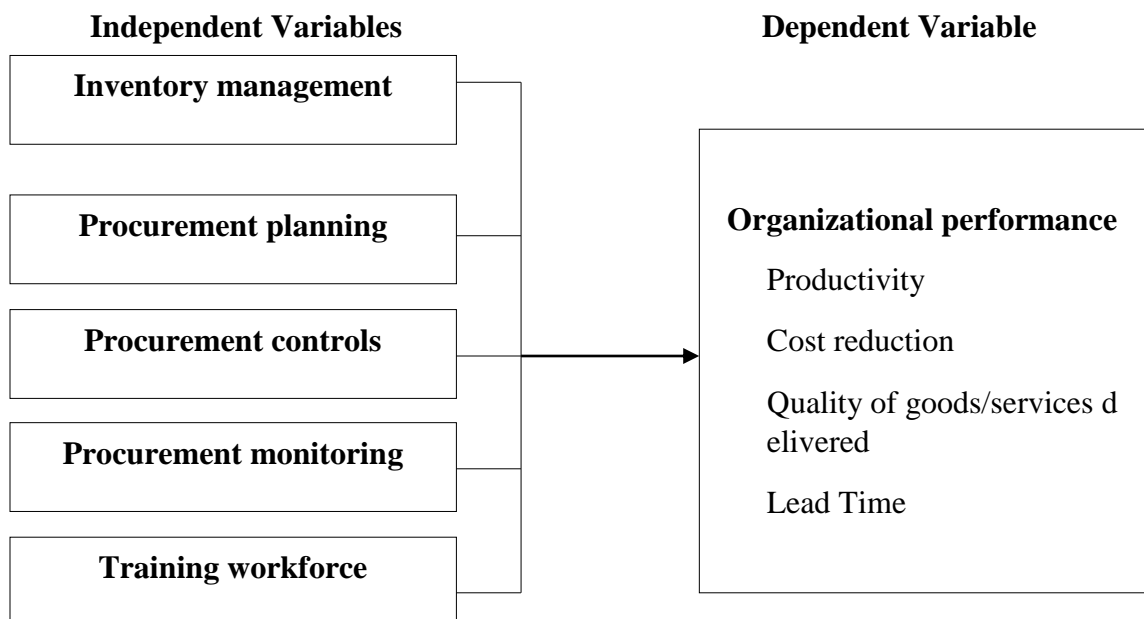 Independent Variables
Inventory management
Procurement planning
Procurement controls
Procurement monitoring
Training workforce
Dependent Variable
Organizational performance
Productivity
Cost reduction
Quality of goods/services d
elivered
Lead Time